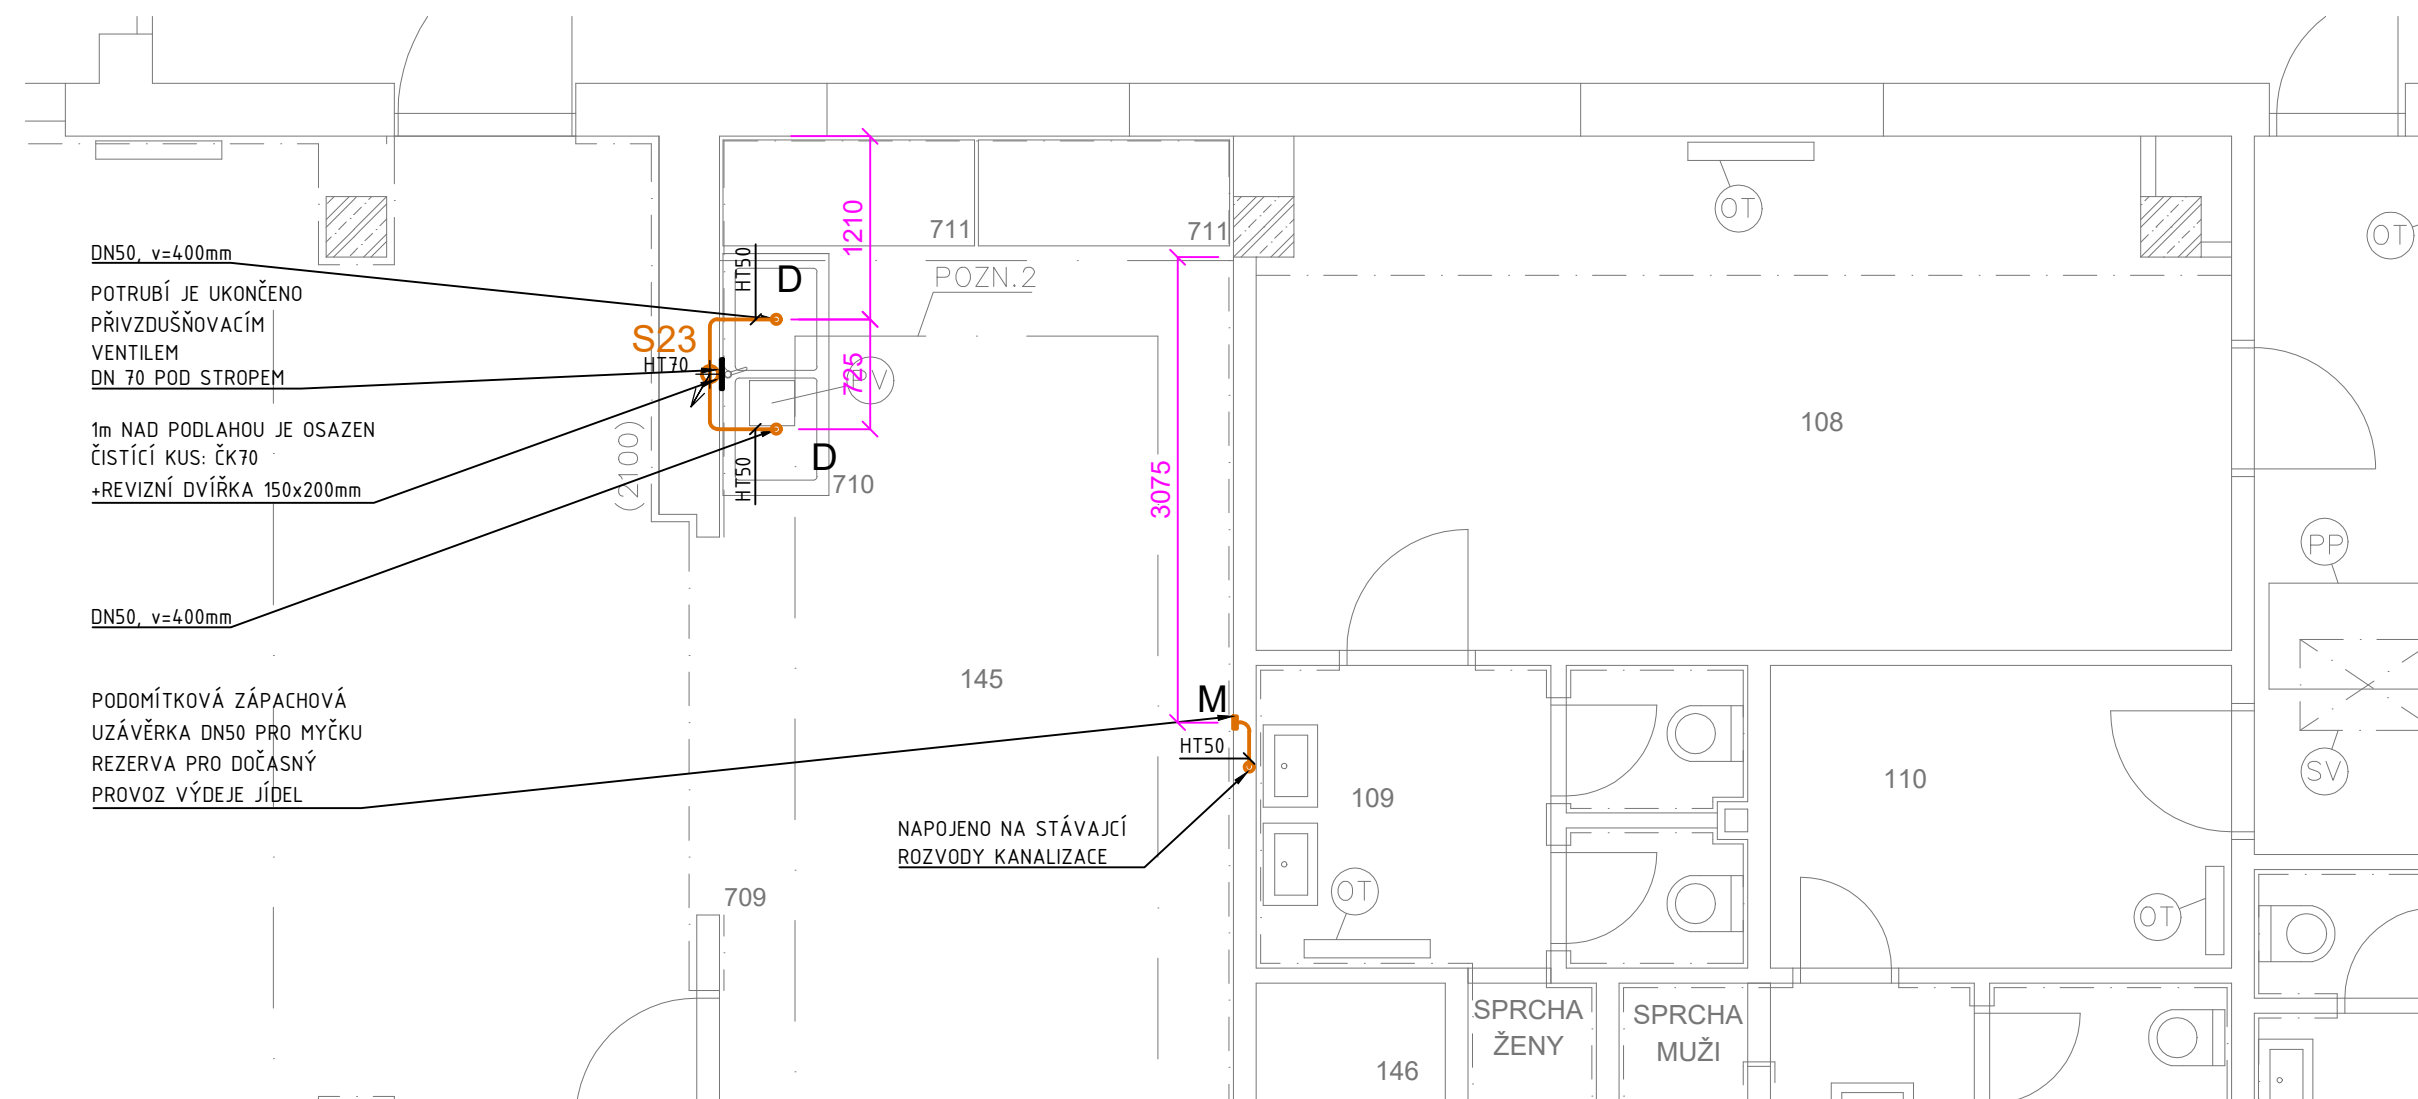 DN50, v=400mm
POTRUBÍ JE UKONČENO
PŘIVZDUŠŇOVACÍM
VENTILEM
DN 70 POD STROPEM
1m NAD PODLAHOU JE OSAZEN
ČISTÍCÍ KUS: ČK70
+REVIZNÍ DVÍŘKA 150x200mm
DN50, v=400mm
PODOMÍTKOVÁ ZÁPACHOVÁ
UZÁVĚRKA DN50 PRO MYČKU
REZERVA PRO DOČASNÝ
PROVOZ VÝDEJE JÍDEL
S23
HT70
HT50
D
HT50
D
(2100)
1210
725
PV
711
711
POZN.2
710
3075
145
M
HT50
NAPOJENO NA STÁVAJCÍ
ROZVODY KANALIZACE
709
OT
108
OT
PP
SV
109
OT
110
OT
SPRCHA
ŽENY
SPRCHA
MUŽI
146